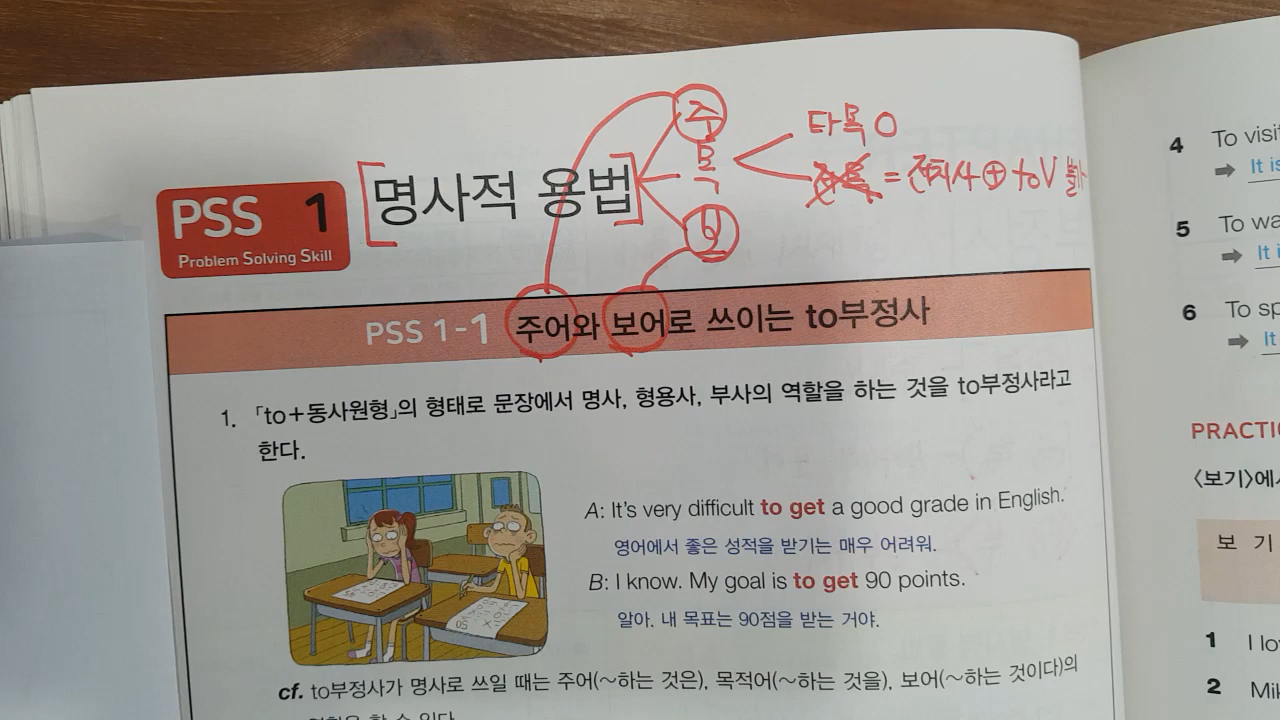 주
다목 O
PSS 1 [명사적 용법] 목
전목 = 전치사 ⊕ to V 불가
Problem Solving Skill
보
PSS 1-1 주어와 보어로 쓰이는 to부정사
1. 「to+동사원형」의 형태로 문장에서 명사, 형용사, 부사의 역할을 하는 것을 to부정사라고
한다.
A: It's very difficult to get a good grade in English.
영어에서 좋은 성적을 받기는 매우 어려워.
B: I know. My goal is to get 90 points.
알아. 내 목표는 90점을 받는 거야.
cf. to부정사가 명사로 쓰일 때는 주어(~하는 것은), 목적어(~하는 것을), 보어(~하는 것이다)의
4 To visi
➡ It is
5 To wa
➡ It i
6 To sp
➡ It
PRACTI
〈보기〉에
보 기
1 I lo
2 Mik